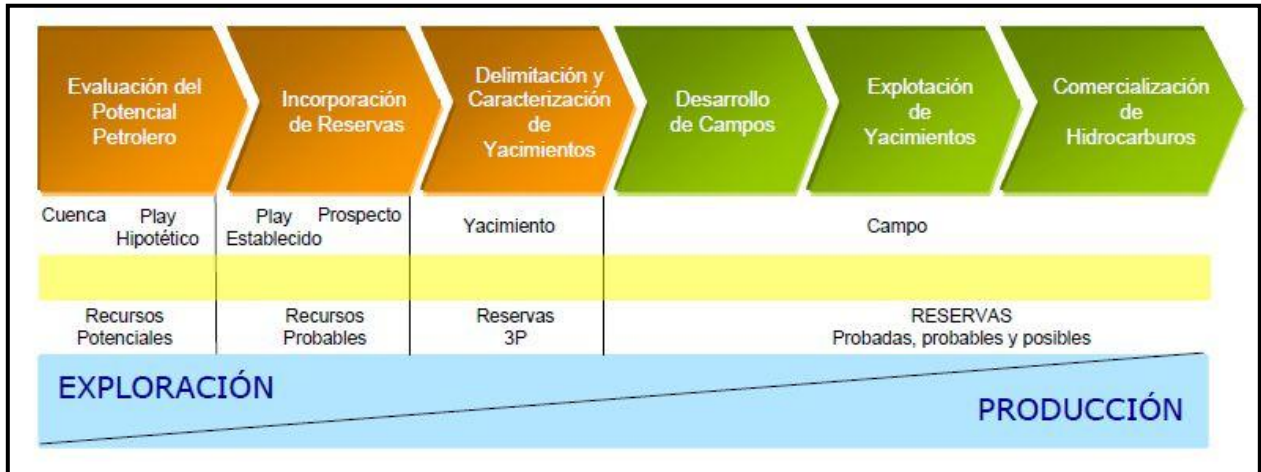 Evaluación del
Potencial
Petrolero
Incorporación
de Reservas
Delimitación y
Caracterización
de
Yacimientos
Desarrollo
de Campos
Explotación
de
Yacimientos
Comercialización
de
Hidrocarburos
Cuenca
Play
Hipotético
Play
Establecido
Prospecto
Yacimiento
Campo
Recursos
Potenciales
Recursos
Probables
Reservas
3P
RESERVAS
Probadas, probables y posibles
EXPLORACIÓN
PRODUCCIÓN